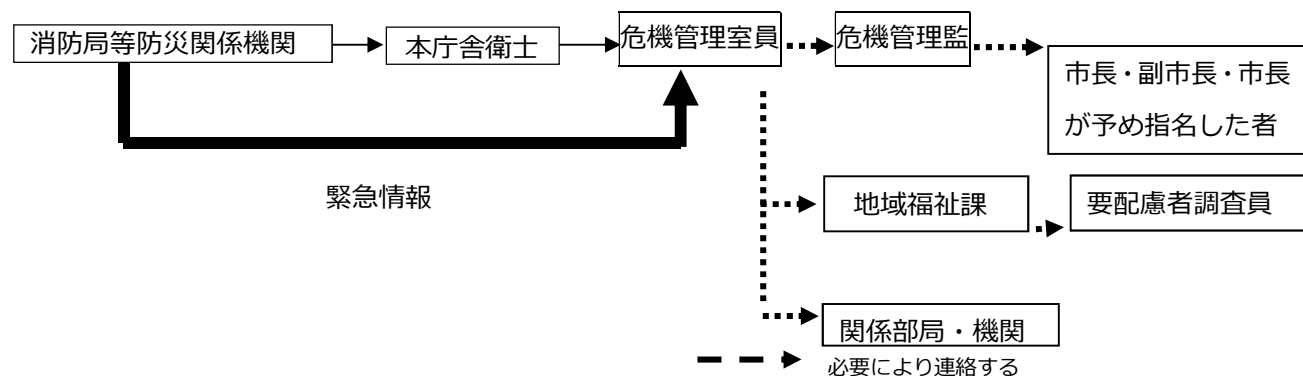 消防局等防災関係機関
本庁舎衛士
危機管理室員
危機管理監
市長・副市長・市長
が予め指名した者
緊急情報
地域福祉課
要配慮者調査員
関係部局・機関
必要により連絡する